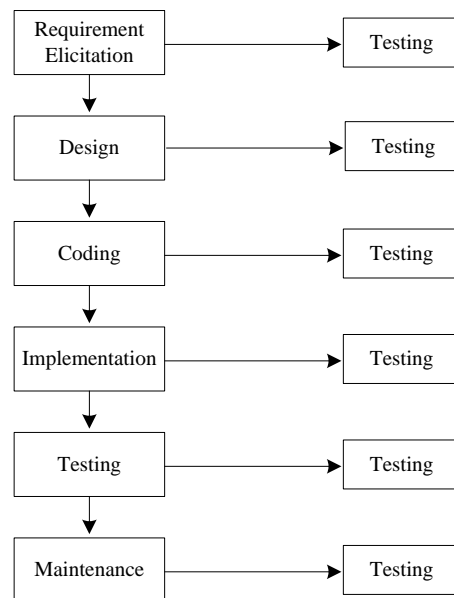 Requirement
Elicitation
Testing
Design
Testing
Coding
Testing
Implementation
Testing
Testing
Testing
Maintenance
Testing